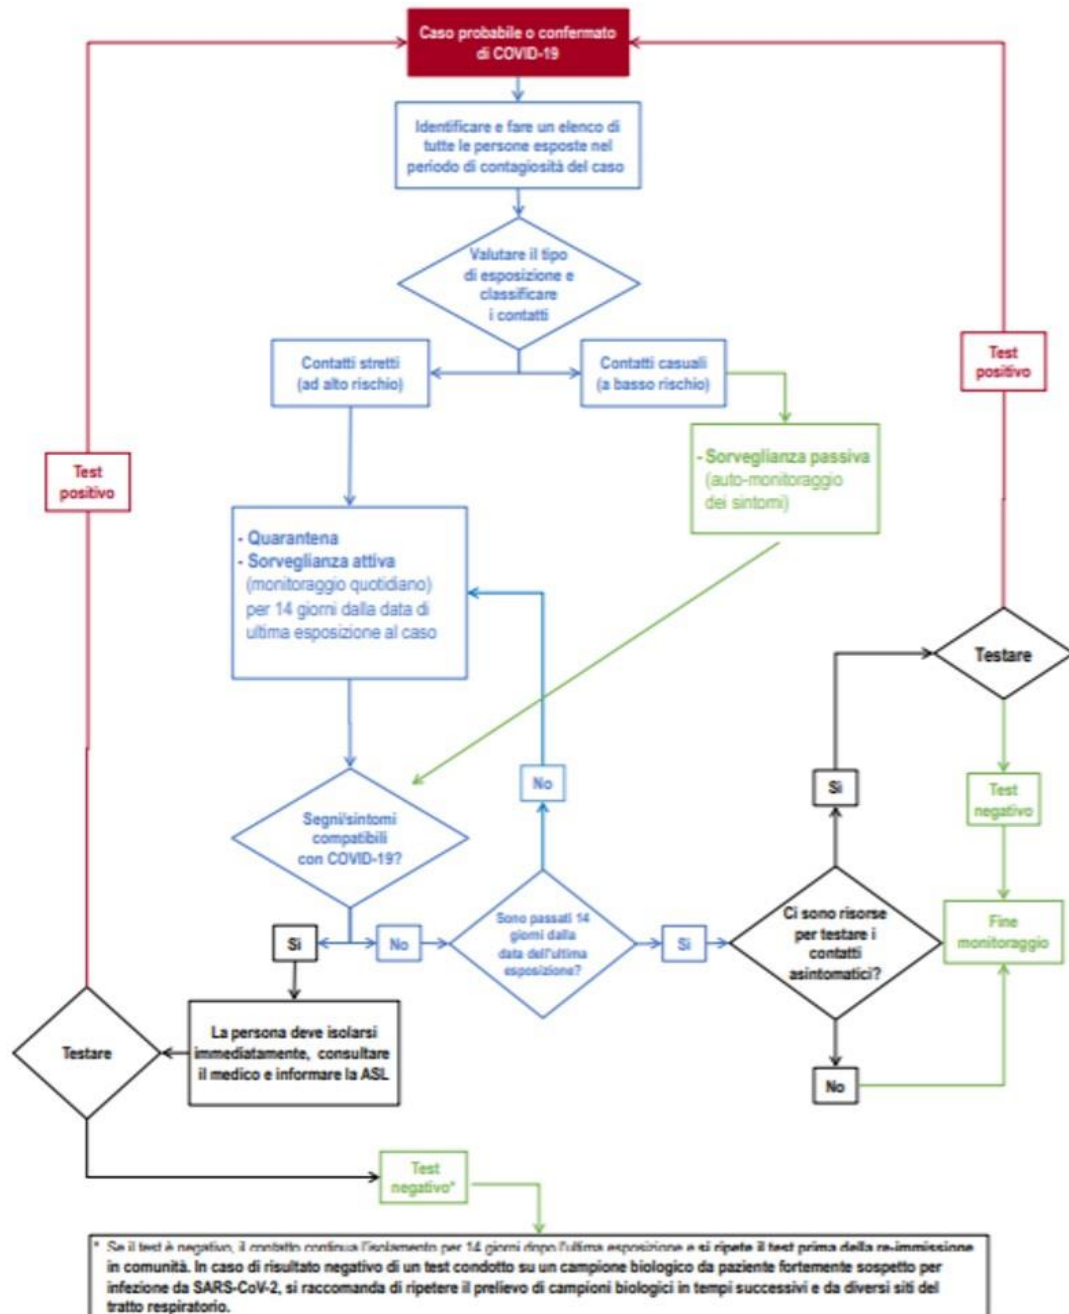 Caso probabile o confermato
di COVID-19
Identificare e fare un elenco di
tutte le persone esposte nel
periodo di contagiosità del caso
Valutare il tipo
di esposizione e
classificare
i contatti
Contatti stretti
(ad alto rischio)
Contatti casuali
(a basso rischio)
Test
positivo
- Sorveglianza passiva
(auto-monitoraggio
dei sintomi)
Test
positivo
- Quarantena
- Sorveglianza attiva
(monitoraggio quotidiano)
per 14 giorni dalla data di
ultima esposizione al caso
Testare
Sì
No
Test
negativo
Segni/sintomi
compatibili
con COVID-19?
Sì
No
Sono passati 14
giorni dalla
data dell'ultima
esposizione?
Sì
Ci sono risorse
per testare i
contatti
asintomatici?
Fine
monitoraggio
No
Testare
La persona deve isolarsi
immediatamente, consultare
il medico e informare la ASL
Test
negativo*
* Se il test è negativo, il contatto continua l'isolamento per 14 giorni dopo l'ultima esposizione e si ripete il test prima della re-immissione
in comunità. In caso di risultato negativo di un test condotto su un campione biologico da paziente fortemente sospetto per
infezione da SARS-CoV-2, si raccomanda di ripetere il prelievo di campioni biologici in tempi successivi e da diversi siti del
tratto respiratorio.